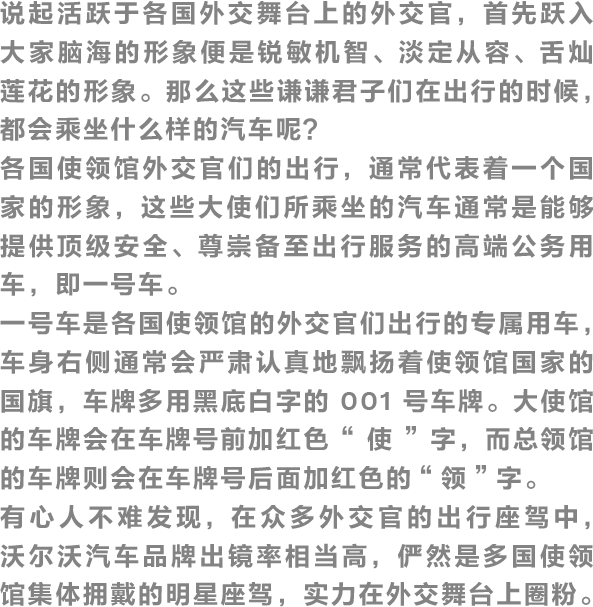 说起活跃于各国外交舞台上的外交官，首先跃入
大家脑海的形象便是锐敏机智、淡定从容、舌灿
莲花的形象。那么这些谦谦君子们在出行的时候，
都会乘坐什么样的汽车呢？
各国使领馆外交官们的出行，通常代表着一个国
家的形象，这些大使们所乘坐的汽车通常是能够
提供顶级安全、尊崇备至出行服务的高端公务用
车，即一号车。
一号车是各国使领馆的外交官们出行的专属用车，
车身右侧通常会严肃认真地飘扬着使领馆国家的
国旗，车牌多用黑底白字的 001 号车牌。大使馆
的车牌会在车牌号前加红色“ 使 ”字，而总领馆
的车牌则会在车牌号后面加红色的“ 领 ”字。
有心人不难发现，在众多外交官的出行座驾中，
沃尔沃汽车品牌出镜率相当高，俨然是多国使领
馆集体拥戴的明星座驾，实力在外交舞台上圈粉。